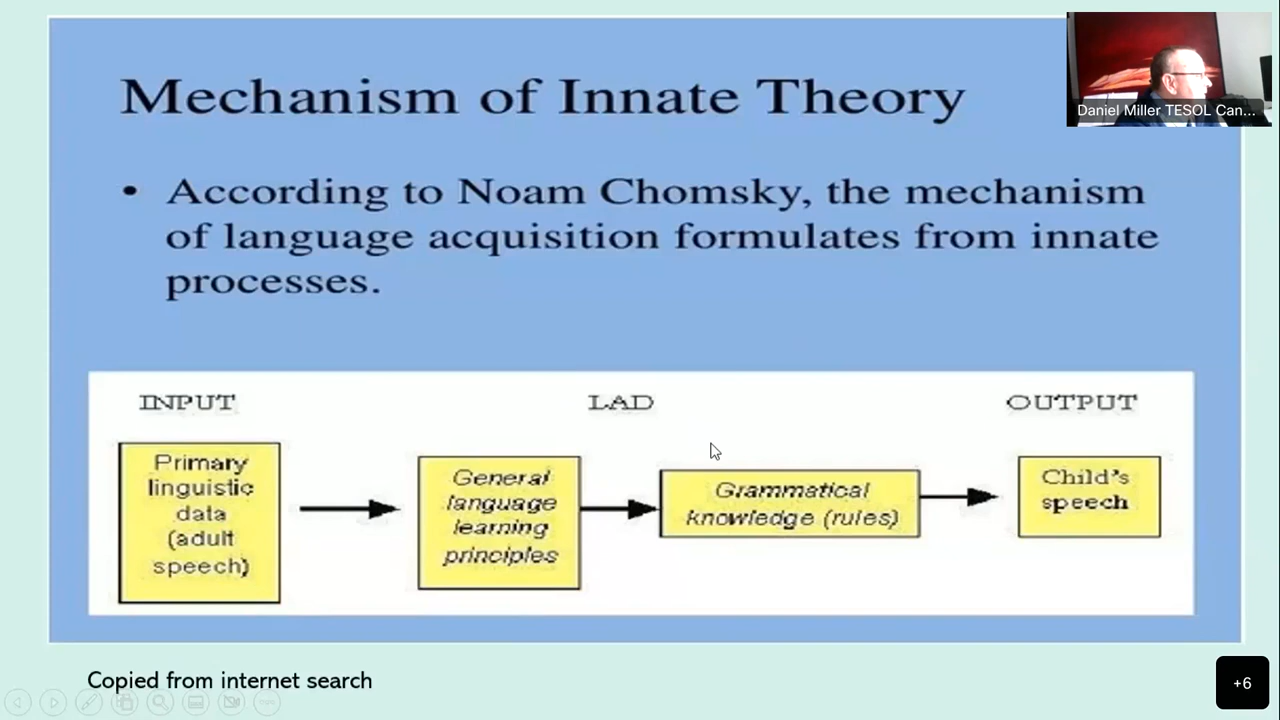 Mechanism of Innate Theory
Daniel Miller TESOL Can...
• According to Noam Chomsky, the mechanism
of language acquisition formulates from innate
processes.
INPUT
LAD
OUTPUT
Primary
linguistic
data
(adult
speech)
General
language
learning
principles
Grammatical
knowledge (rules)
Child's
speech
Copied from internet search
+6